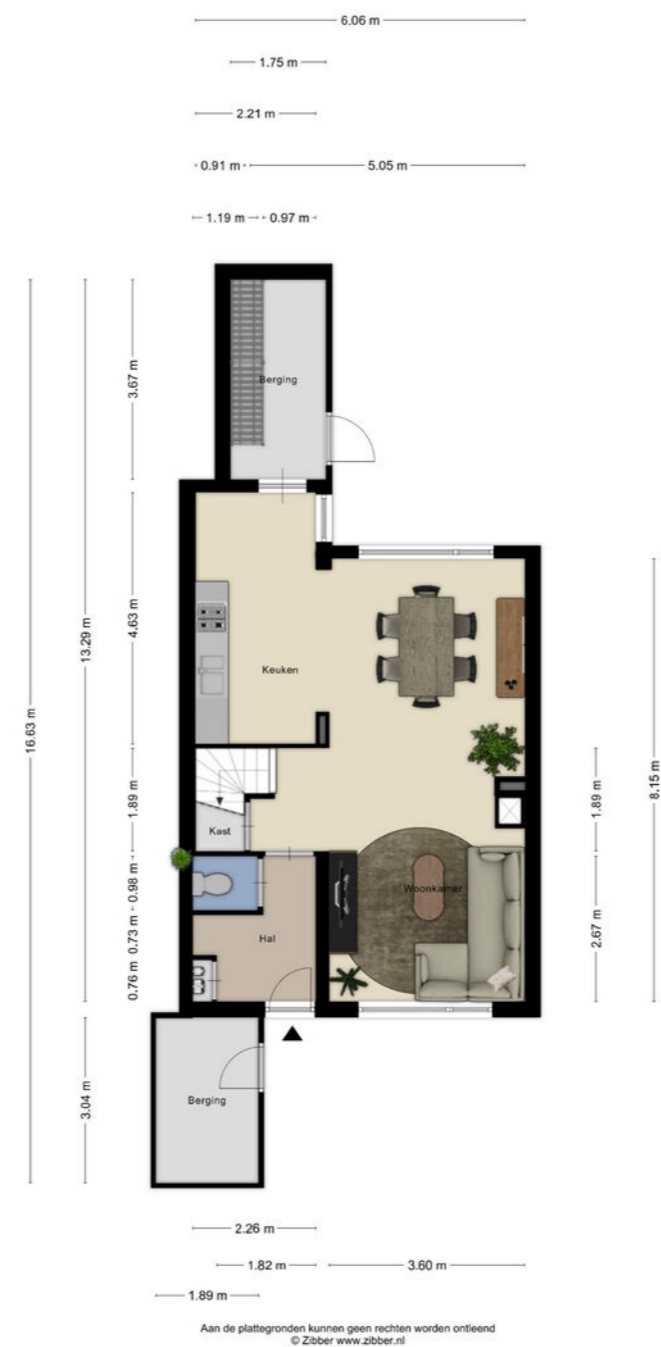 6.06 m
1.75 m
2.21 m
0.91 m 5.05 m
1.19 m 0.97 m
3.67 m
Berging
16.63 m
13.29 m
4.63 m
Keuken
8.15 m
1.89 m
1.89 m
Kast
0.98 m
Woonkamer
2.67 m
0.73 m
Hal
0.76 m
3.04 m
Berging
2.26 m
1.82 m 3.60 m
1.89 m
Aan de plattegronden kunnen geen rechten worden ontleend
© Zibber www.zibber.nl